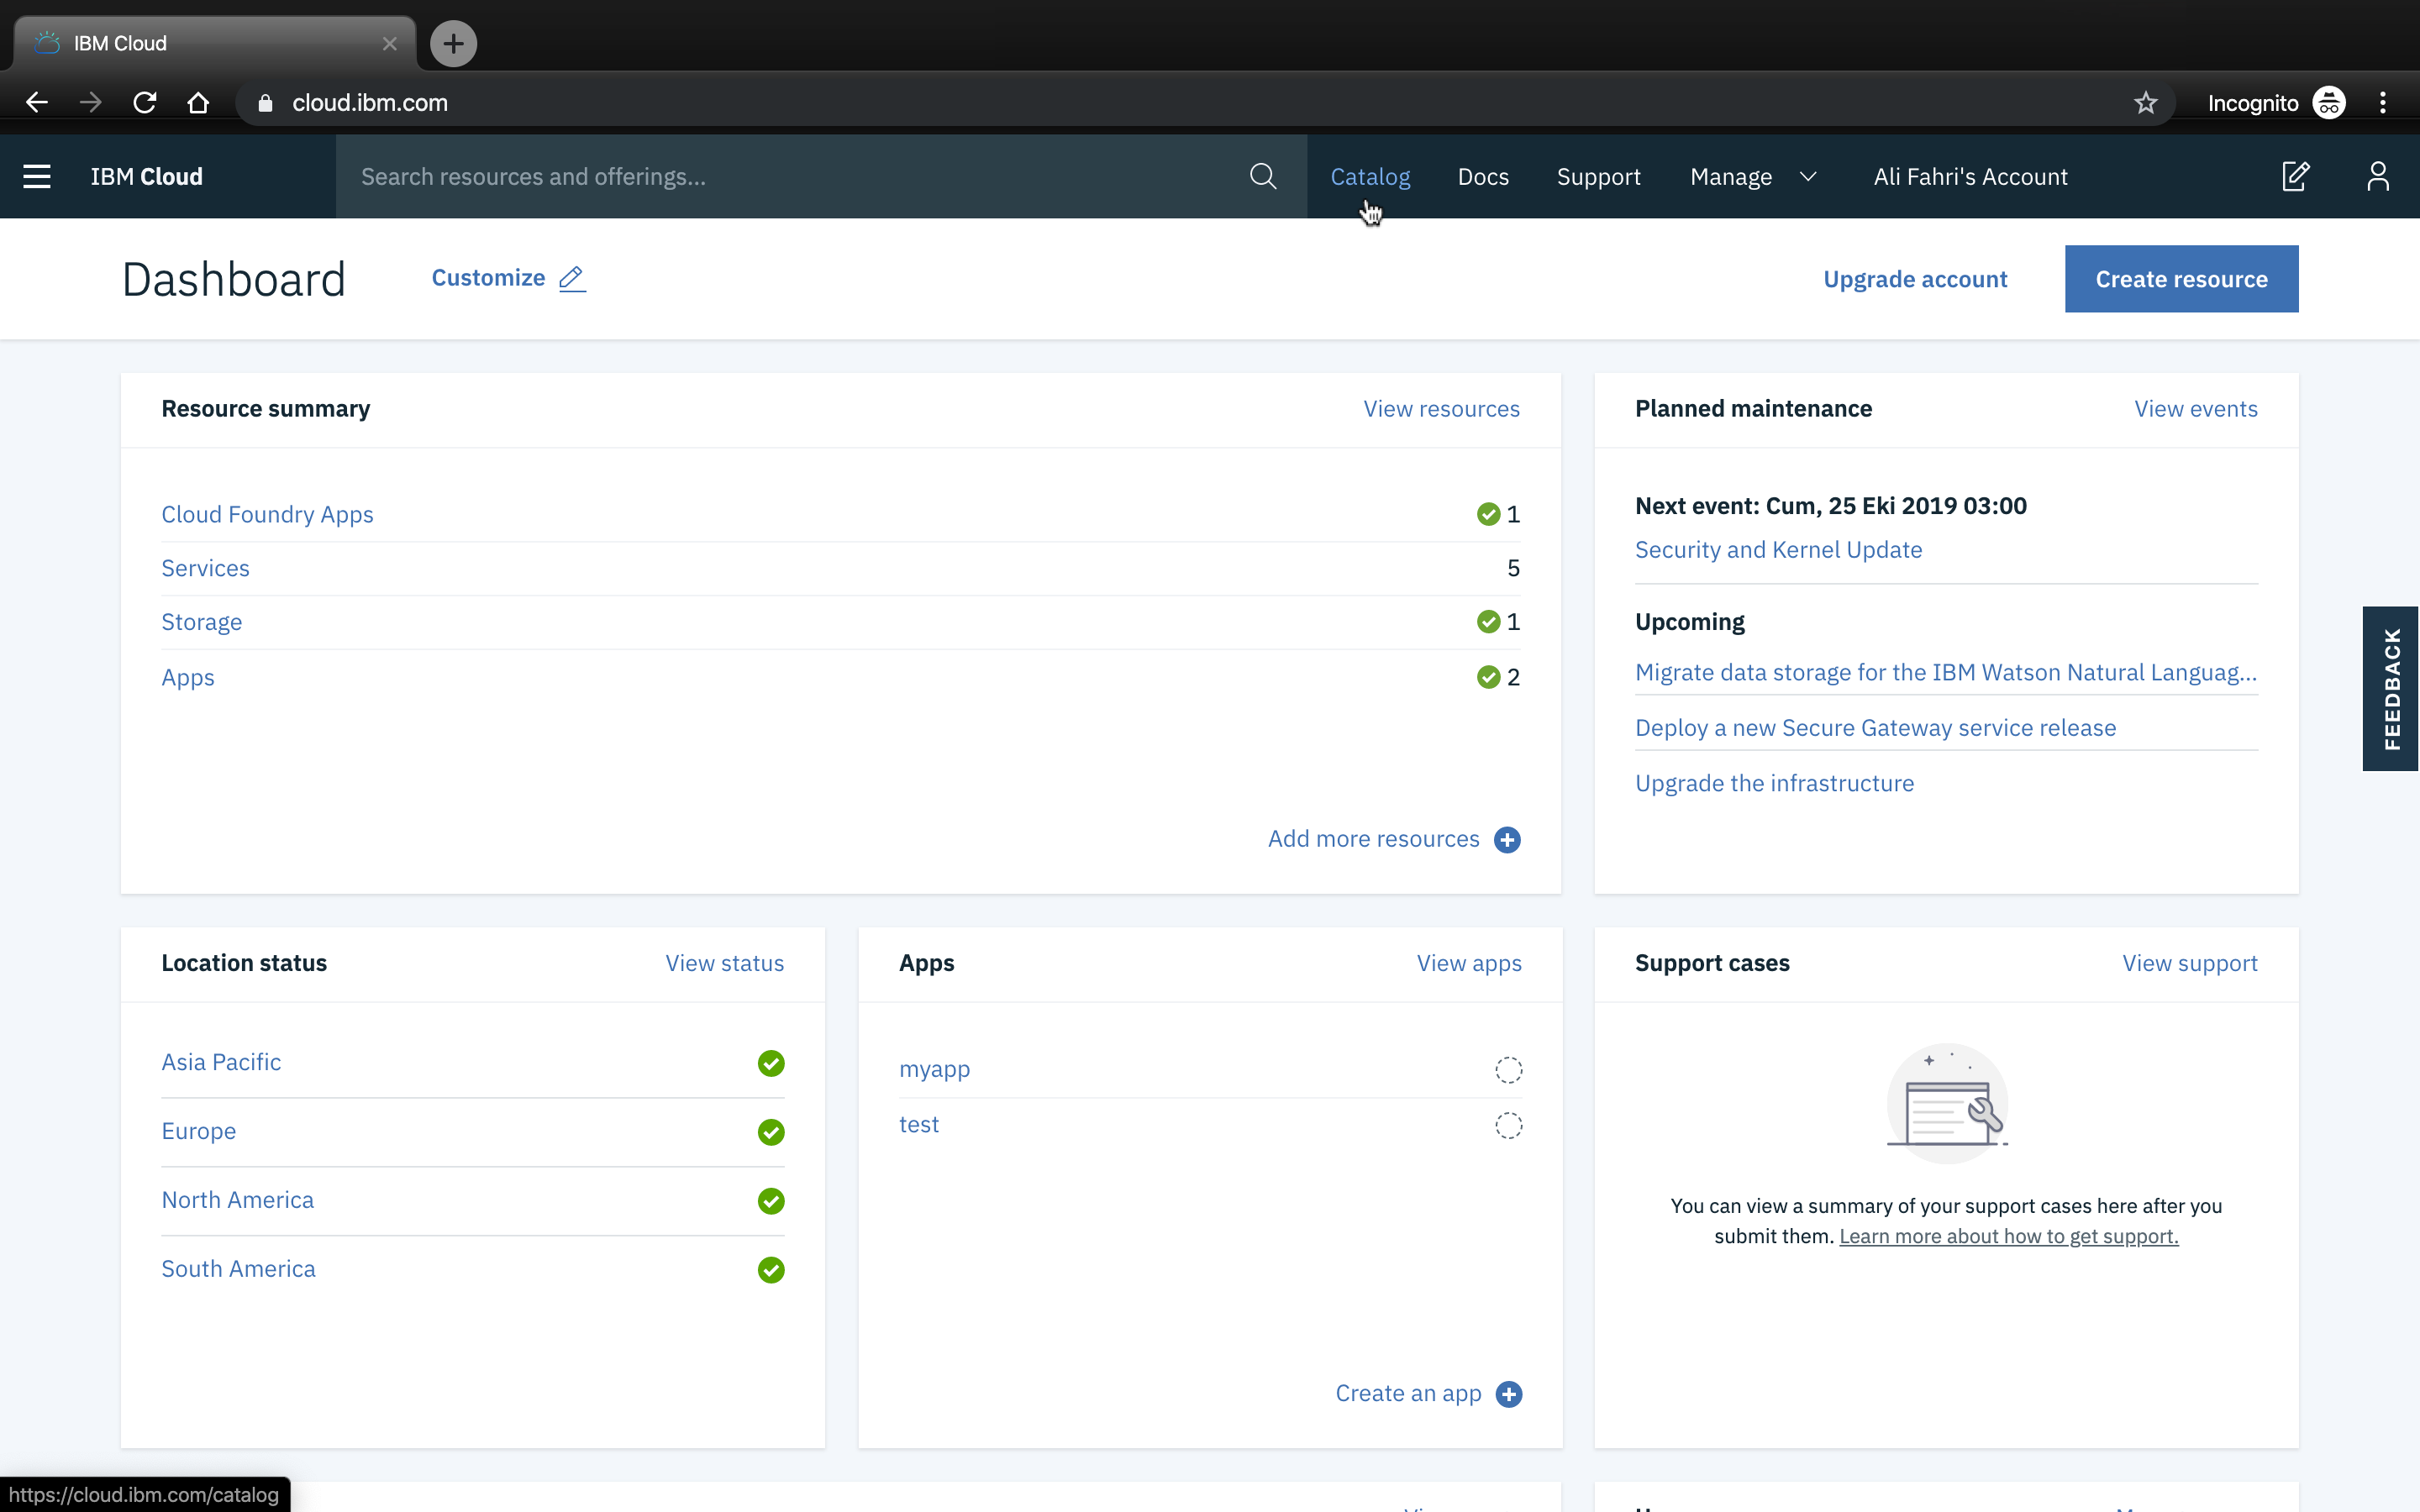 IBM Cloud
cloud.ibm.com
Incognito
IBM Cloud
Search resources and offerings...
Catalog
Docs
Support
Manage
Ali Fahri's Account
Dashboard
Customize
Upgrade account
Create resource
Resource summary
View resources
Cloud Foundry Apps
1
Services
5
Storage
1
Apps
2
Add more resources
Planned maintenance
View events
Next event: Cum, 25 Eki 2019 03:00
Security and Kernel Update
Upcoming
Migrate data storage for the IBM Watson Natural Languag...
Deploy a new Secure Gateway service release
Upgrade the infrastructure
FEEDBACK
Location status
View status
Asia Pacific
Europe
North America
South America
Apps
View apps
myapp
test
Create an app
Support cases
View support
You can view a summary of your support cases here after you
submit them. Learn more about how to get support.
https://cloud.ibm.com/catalog